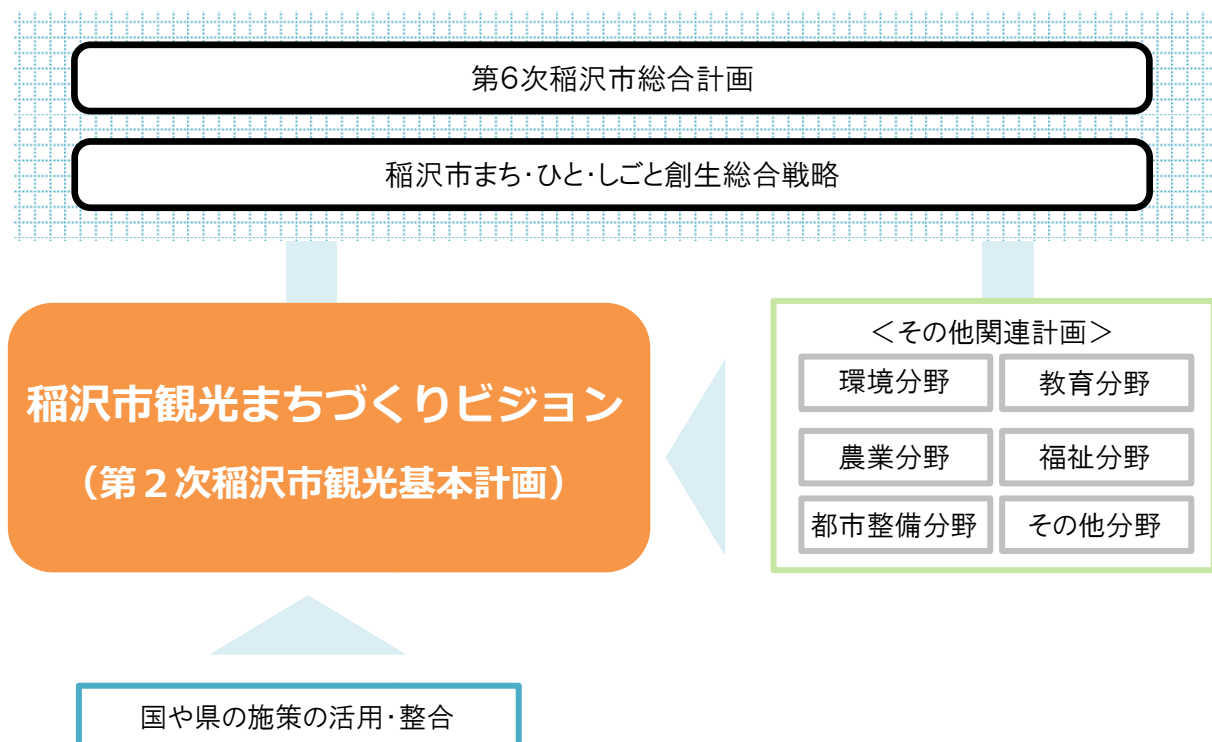 第6次稲沢市総合計画
稲沢市まち・ひと・しごと創生総合戦略
稲沢市観光まちづくりビジョン
（第２次稲沢市観光基本計画）
＜その他関連計画＞
環境分野
教育分野
農業分野
福祉分野
都市整備分野
その他分野
国や県の施策の活用・整合